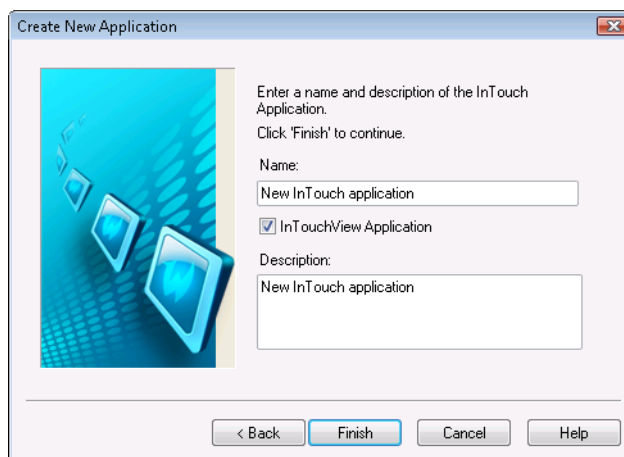 Create New Application
Enter a name and description of the InTouch
Application.
Click 'Finish' to continue.
Name:
New InTouch application
InTouchView Application
Description:
New InTouch application
< Back
Finish
Cancel
Help